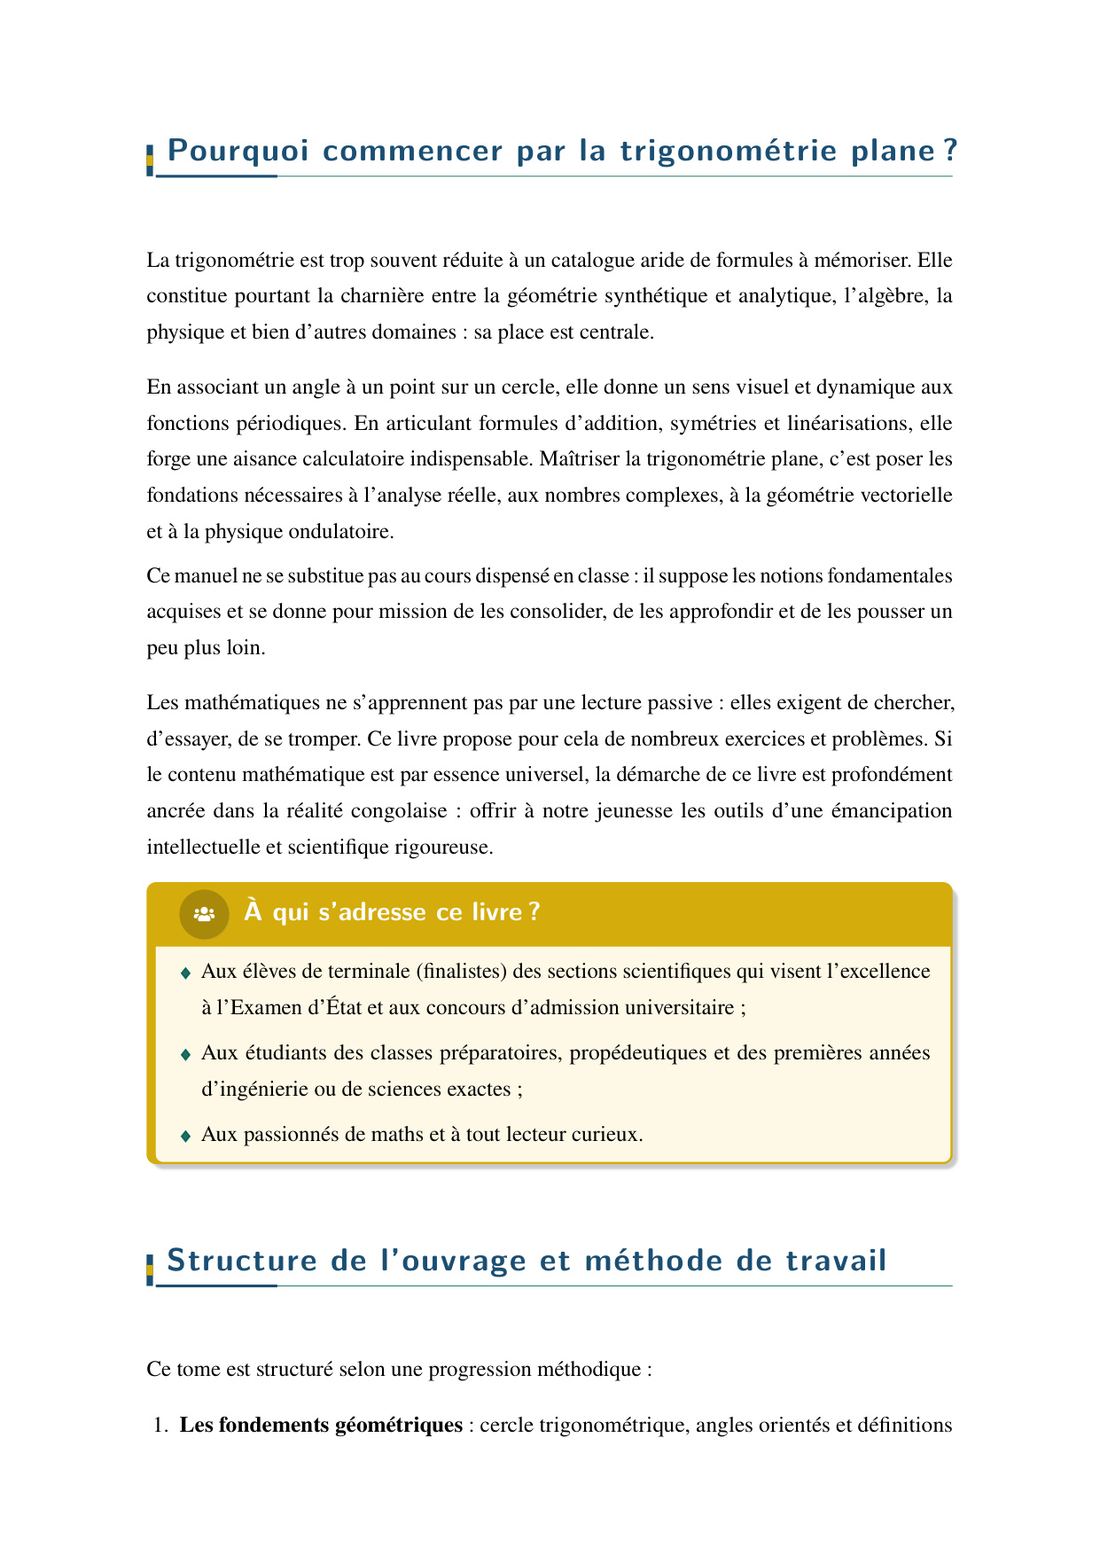 Pourquoi commencer par la trigonométrie plane ?
La trigonométrie est trop souvent réduite à un catalogue aride de formules à mémoriser. Elle
constitue pourtant la charnière entre la géométrie synthétique et analytique, l’algèbre, la
physique et bien d’autres domaines : sa place est centrale.
En associant un angle à un point sur un cercle, elle donne un sens visuel et dynamique aux
fonctions périodiques. En articulant formules d’addition, symétries et linéarisations, elle
forge une aisance calculatoire indispensable. Maîtriser la trigonométrie plane, c’est poser les
fondations nécessaires à l’analyse réelle, aux nombres complexes, à la géométrie vectorielle
et à la physique ondulatoire.
Ce manuel ne se substitue pas au cours dispensé en classe : il suppose les notions fondamentales
acquises et se donne pour mission de les consolider, de les approfondir et de les pousser un
peu plus loin.
Les mathématiques ne s’apprennent pas par une lecture passive : elles exigent de chercher,
d’essayer, de se tromper. Ce livre propose pour cela de nombreux exercices et problèmes. Si
le contenu mathématique est par essence universel, la démarche de ce livre est profondément
ancrée dans la réalité congolaise : offrir à notre jeunesse les outils d’une émancipation
intellectuelle et scientifique rigoureuse.
À qui s’adresse ce livre ?
♦ Aux élèves de terminale (finalistes) des sections scientifiques qui visent l’excellence
à l’Examen d’État et aux concours d’admission universitaire ;
♦ Aux étudiants des classes préparatoires, propédeutiques et des premières années
d’ingénierie ou de sciences exactes ;
♦ Aux passionnés de maths et à tout lecteur curieux.
Structure de l’ouvrage et méthode de travail
Ce tome est structuré selon une progression méthodique :
1. Les fondements géométriques : cercle trigonométrique, angles orientés et définitions